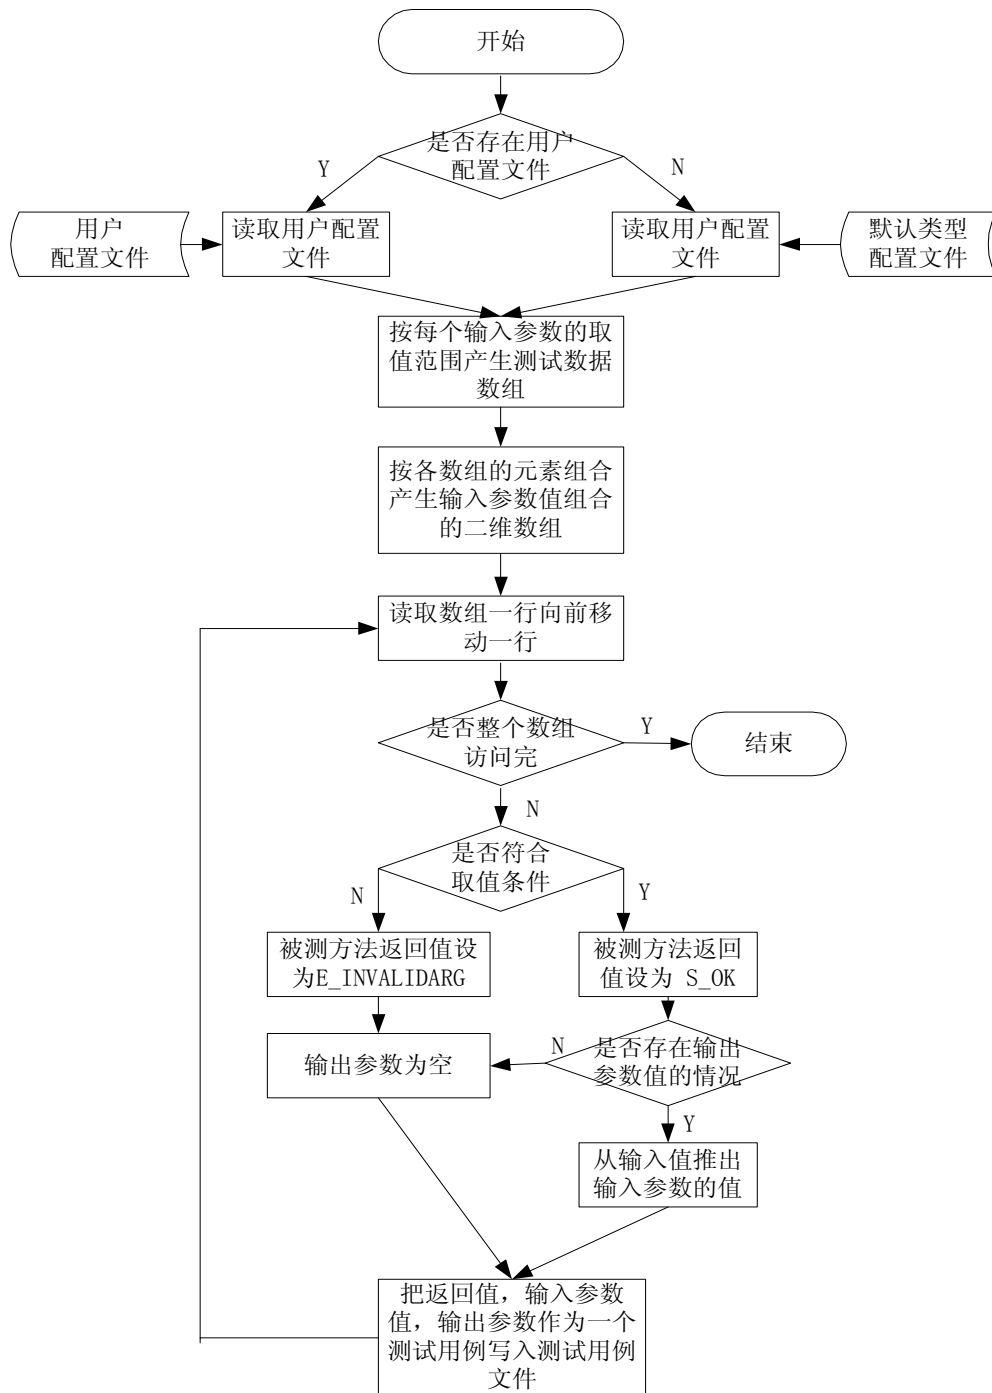 开始
是否存在用户
配置文件
Y
N
用户
配置文件
读取用户配置
文件
读取用户配置
文件
默认类型
配置文件
按每个输入参数的取
值范围产生测试数据
数组
按各数组的元素组合
产生输入参数值组合
的二维数组
读取数组一行向前移
动一行
是否整个数组
访问完
Y
结束
N
是否符合
取值条件
N
Y
被测方法返回值设
为E_INVALIDARG
被测方法返回
值设为 S_OK
输出参数为空
N
是否存在输出
参数值的情况
Y
从输入值推出
输入参数的值
把返回值，输入参数
值，输出参数作为一个
测试用例写入测试用例
文件